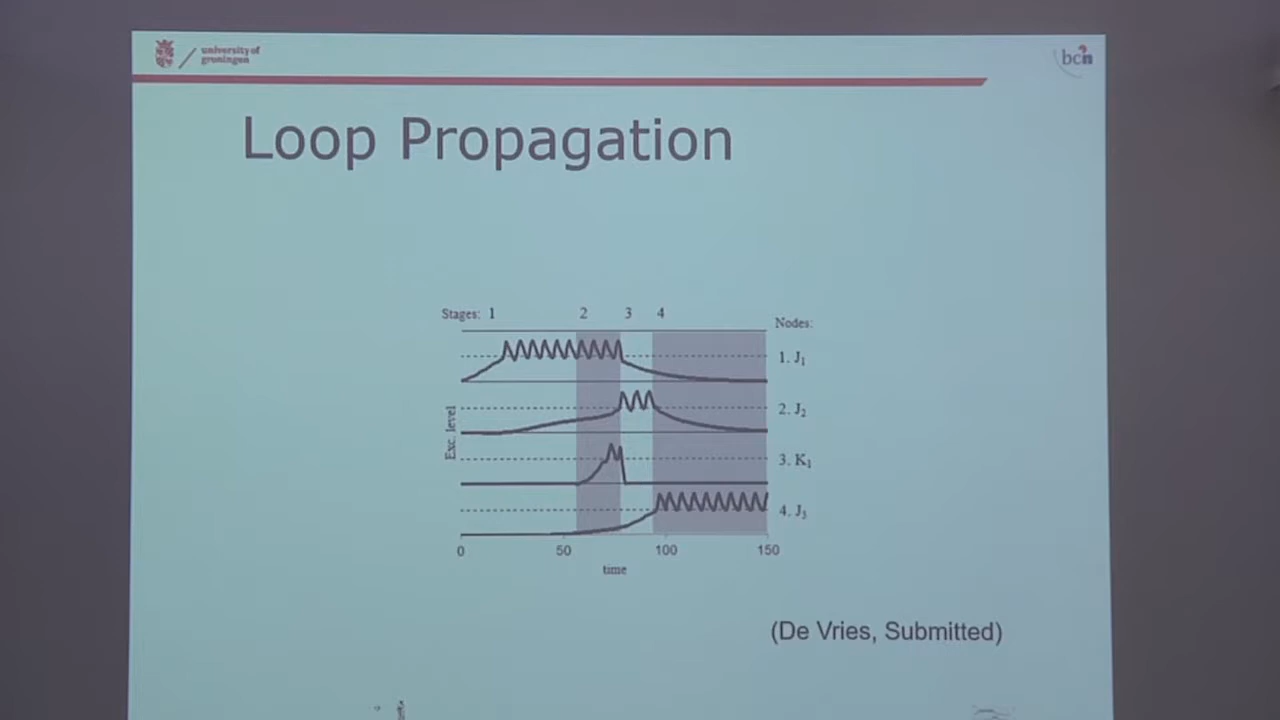 university of
groningen
bcn
Loop Propagation
Stages: 1 2 3 4
Nodes:
1. J1
2. J2
3. K1
4. J3
Exc. level
0 50 100 150
time
(De Vries, Submitted)